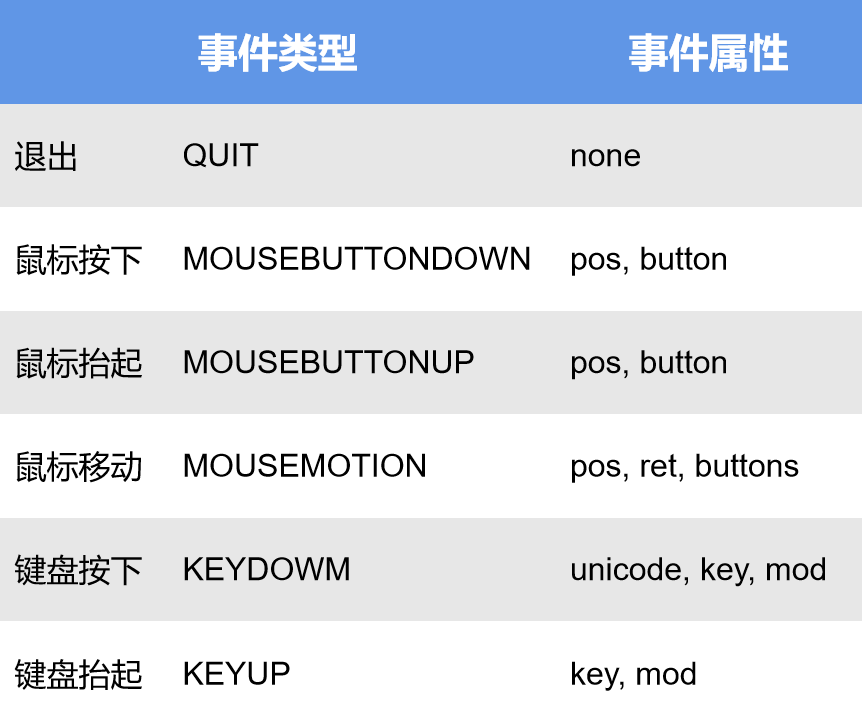 事件类型 事件属性
退出 QUIT none
鼠标按下 MOUSEBUTTONDOWN pos, button
鼠标抬起 MOUSEBUTTONUP pos, button
鼠标移动 MOUSEMOTION pos, ret, buttons
键盘按下 KEYDOWM unicode, key, mod
键盘抬起 KEYUP key, mod